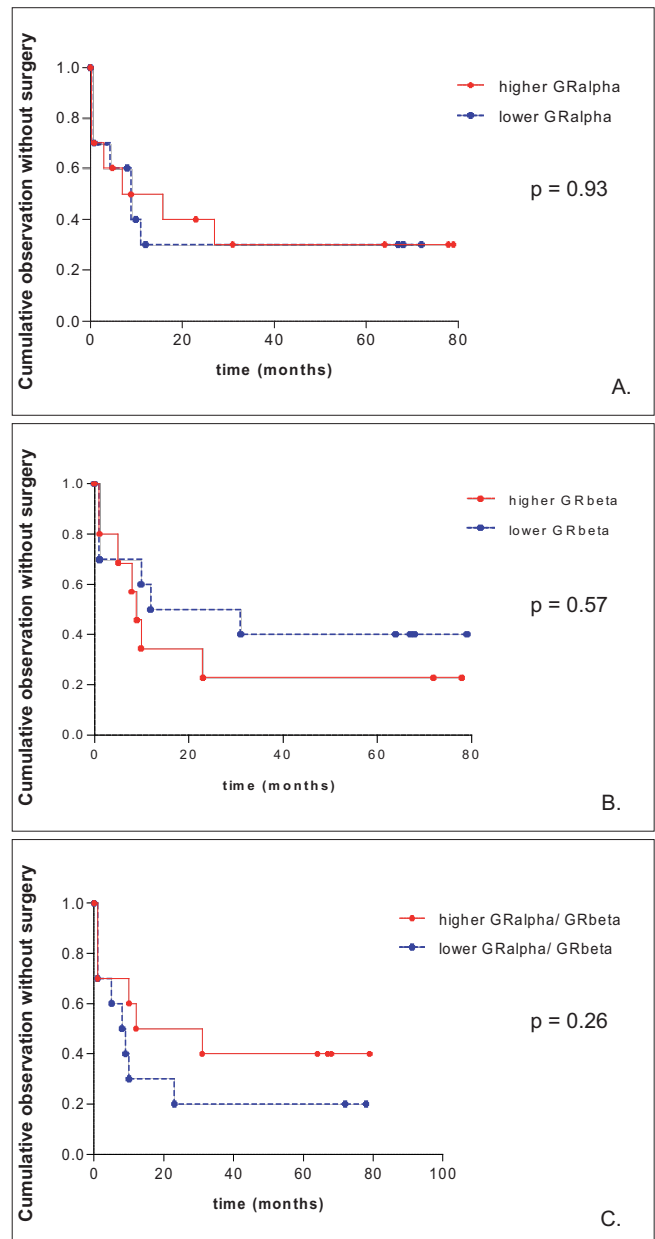 1.0
0.8
0.6
0.4
0.2
0.0
Cumulative observation without surgery
0
20
40
60
80
time (months)
higher GRalpha
lower GRalpha
p = 0.93
A.
1.0
0.8
0.6
0.4
0.2
0.0
Cumulative observation without surgery
0
20
40
60
80
time (months)
higher GRbeta
lower GRbeta
p = 0.57
B.
1.0
0.8
0.6
0.4
0.2
0.0
Cumulative observation without surgery
0
20
40
60
80
100
time (months)
higher GRalpha/ GRbeta
lower GRalpha/ GRbeta
p = 0.26
C.